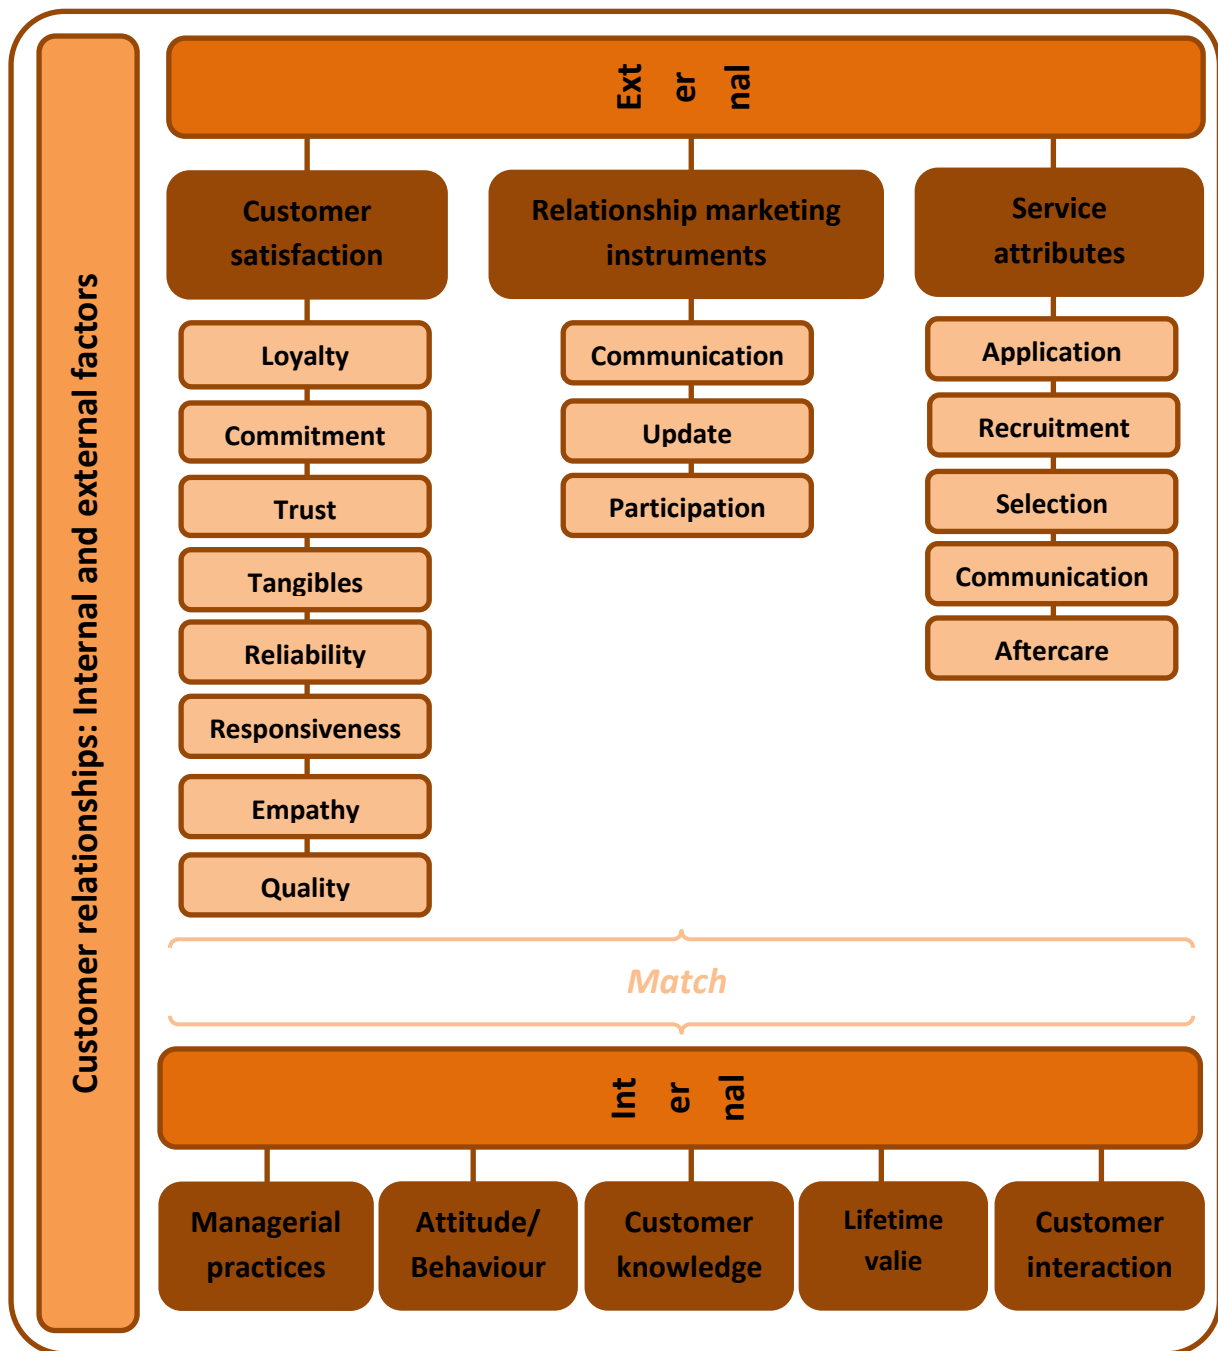 Customer relationships: Internal and external factors
Ext
er
nal
Customer
satisfaction
Loyalty
Commitment
Trust
Tangibles
Reliability
Responsiveness
Empathy
Quality
Relationship marketing
instruments
Communication
Update
Participation
Service
attributes
Application
Recruitment
Selection
Communication
Aftercare
Match
Int
er
nal
Managerial
practices
Attitude/
Behaviour
Customer
knowledge
Lifetime
valie
Customer
interaction